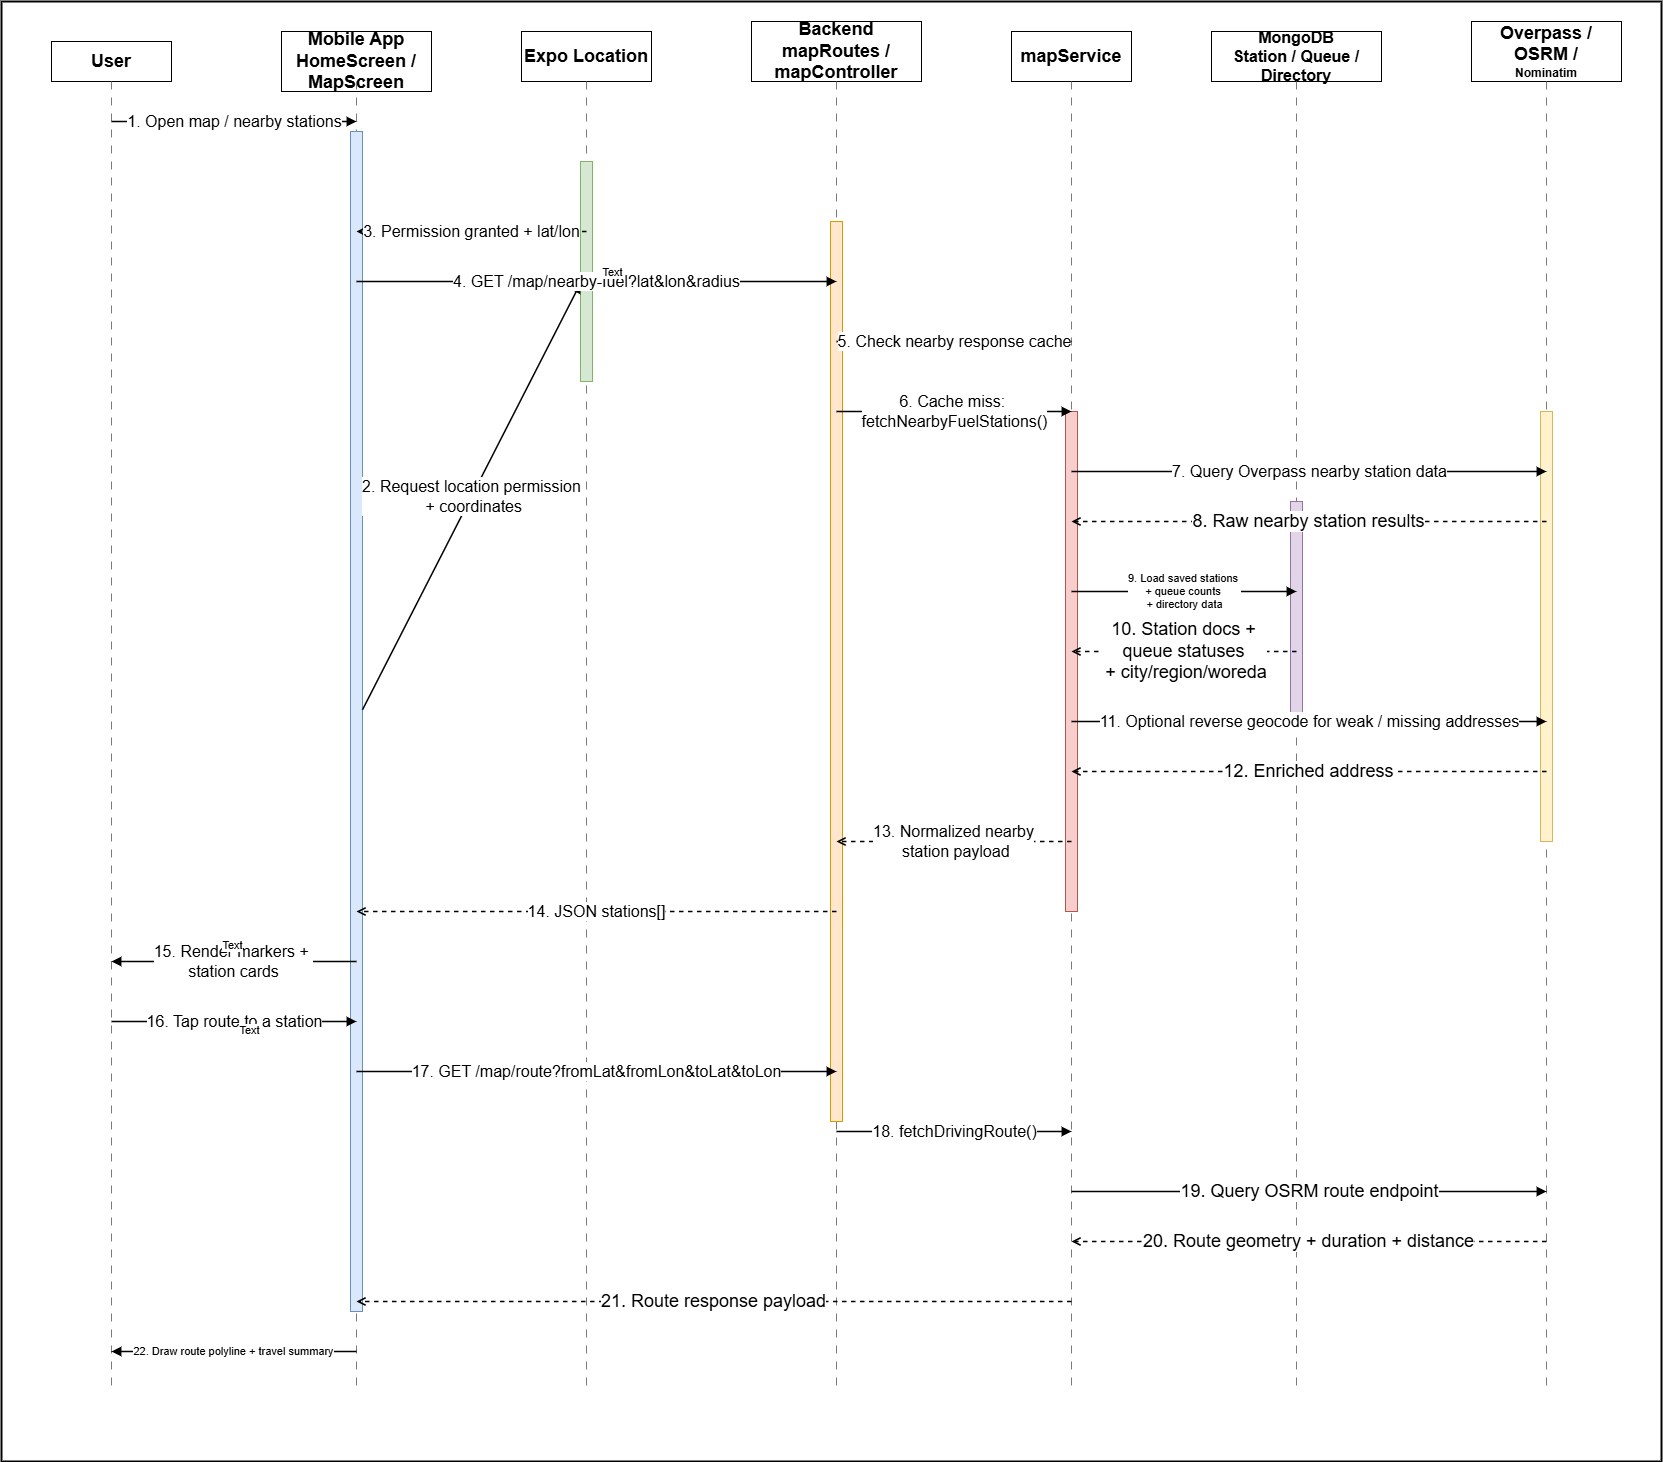 User
Mobile App
HomeScreen /
MapScreen
Expo Location
Backend
mapRoutes /
mapController
mapService
MongoDB
Station / Queue /
Directory
Overpass /
OSRM /
Nominatim
1. Open map / nearby stations
3. Permission granted + lat/lon
Text
4. GET /map/nearby-fuel?lat&lon&radius
5. Check nearby response cache
6. Cache miss:
fetchNearbyFuelStations()
7. Query Overpass nearby station data
2. Request location permission
+ coordinates
8. Raw nearby station results
9. Load saved stations
+ queue counts
+ directory data
10. Station docs +
queue statuses
+ city/region/woreda
11. Optional reverse geocode for weak / missing addresses
12. Enriched address
13. Normalized nearby
station payload
14. JSON stations[]
Text
15. Render markers +
station cards
16. Tap route to a station
Text
17. GET /map/route?fromLat&fromLon&toLat&toLon
18. fetchDrivingRoute()
19. Query OSRM route endpoint
20. Route geometry + duration + distance
21. Route response payload
22. Draw route polyline + travel summary